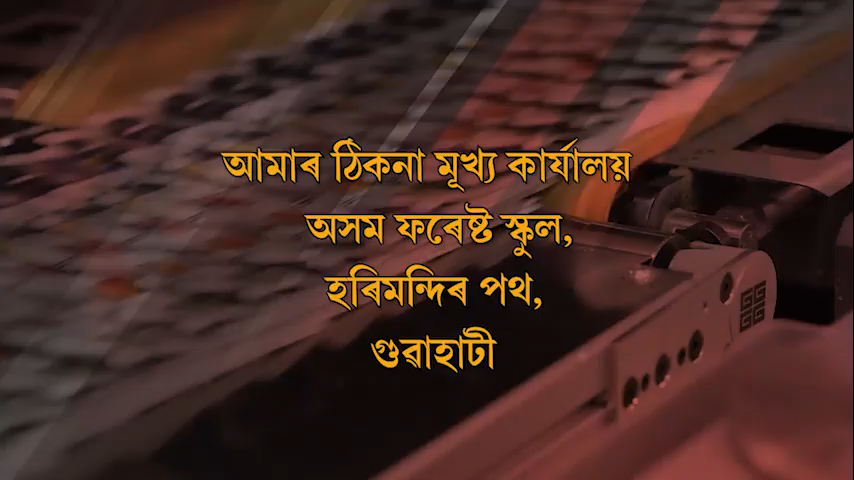 আমাৰ ঠিকনা মূখ্য কাৰ্যালয়
অসম ফৰেষ্ট স্কুল,
হৰিমন্দিৰ পথ,
গুৱাহাটী